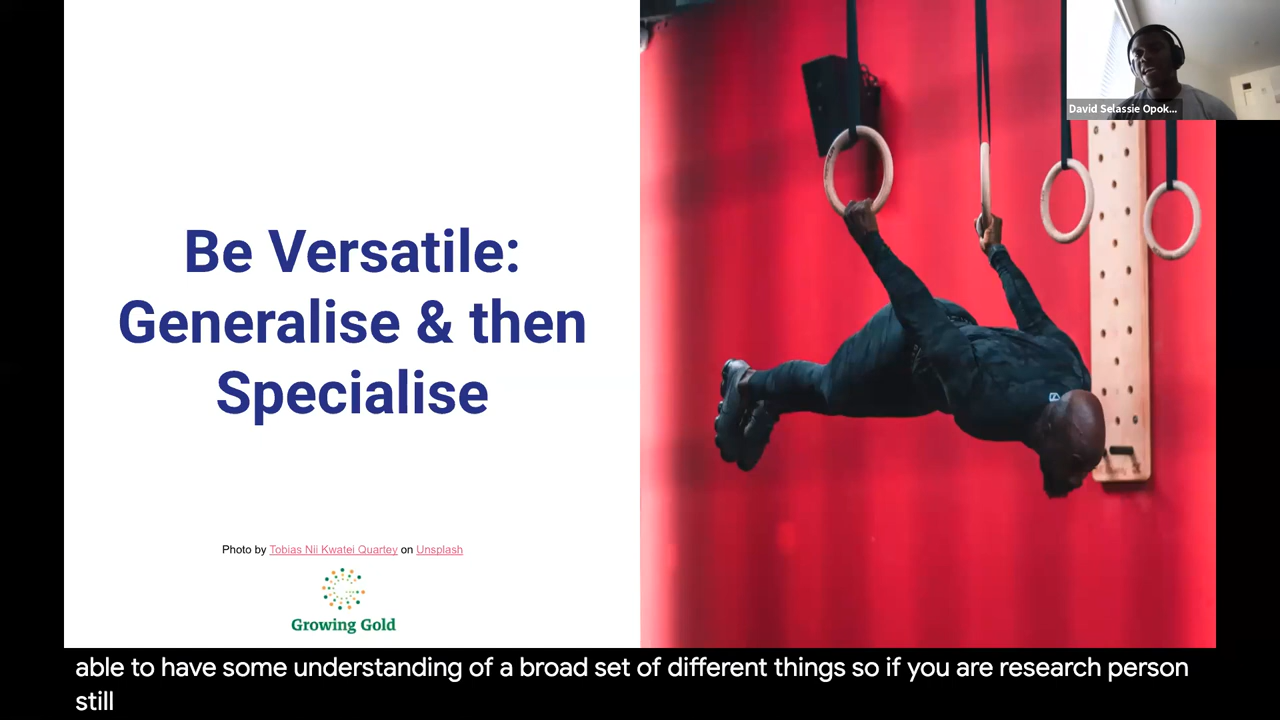 David Selassie Opok...
Be Versatile:
Generalise & then
Specialise
Photo by Tobias Nii Kwatei Quartey on Unsplash
Growing Gold
able to have some understanding of a broad set of different things so if you are research person
still